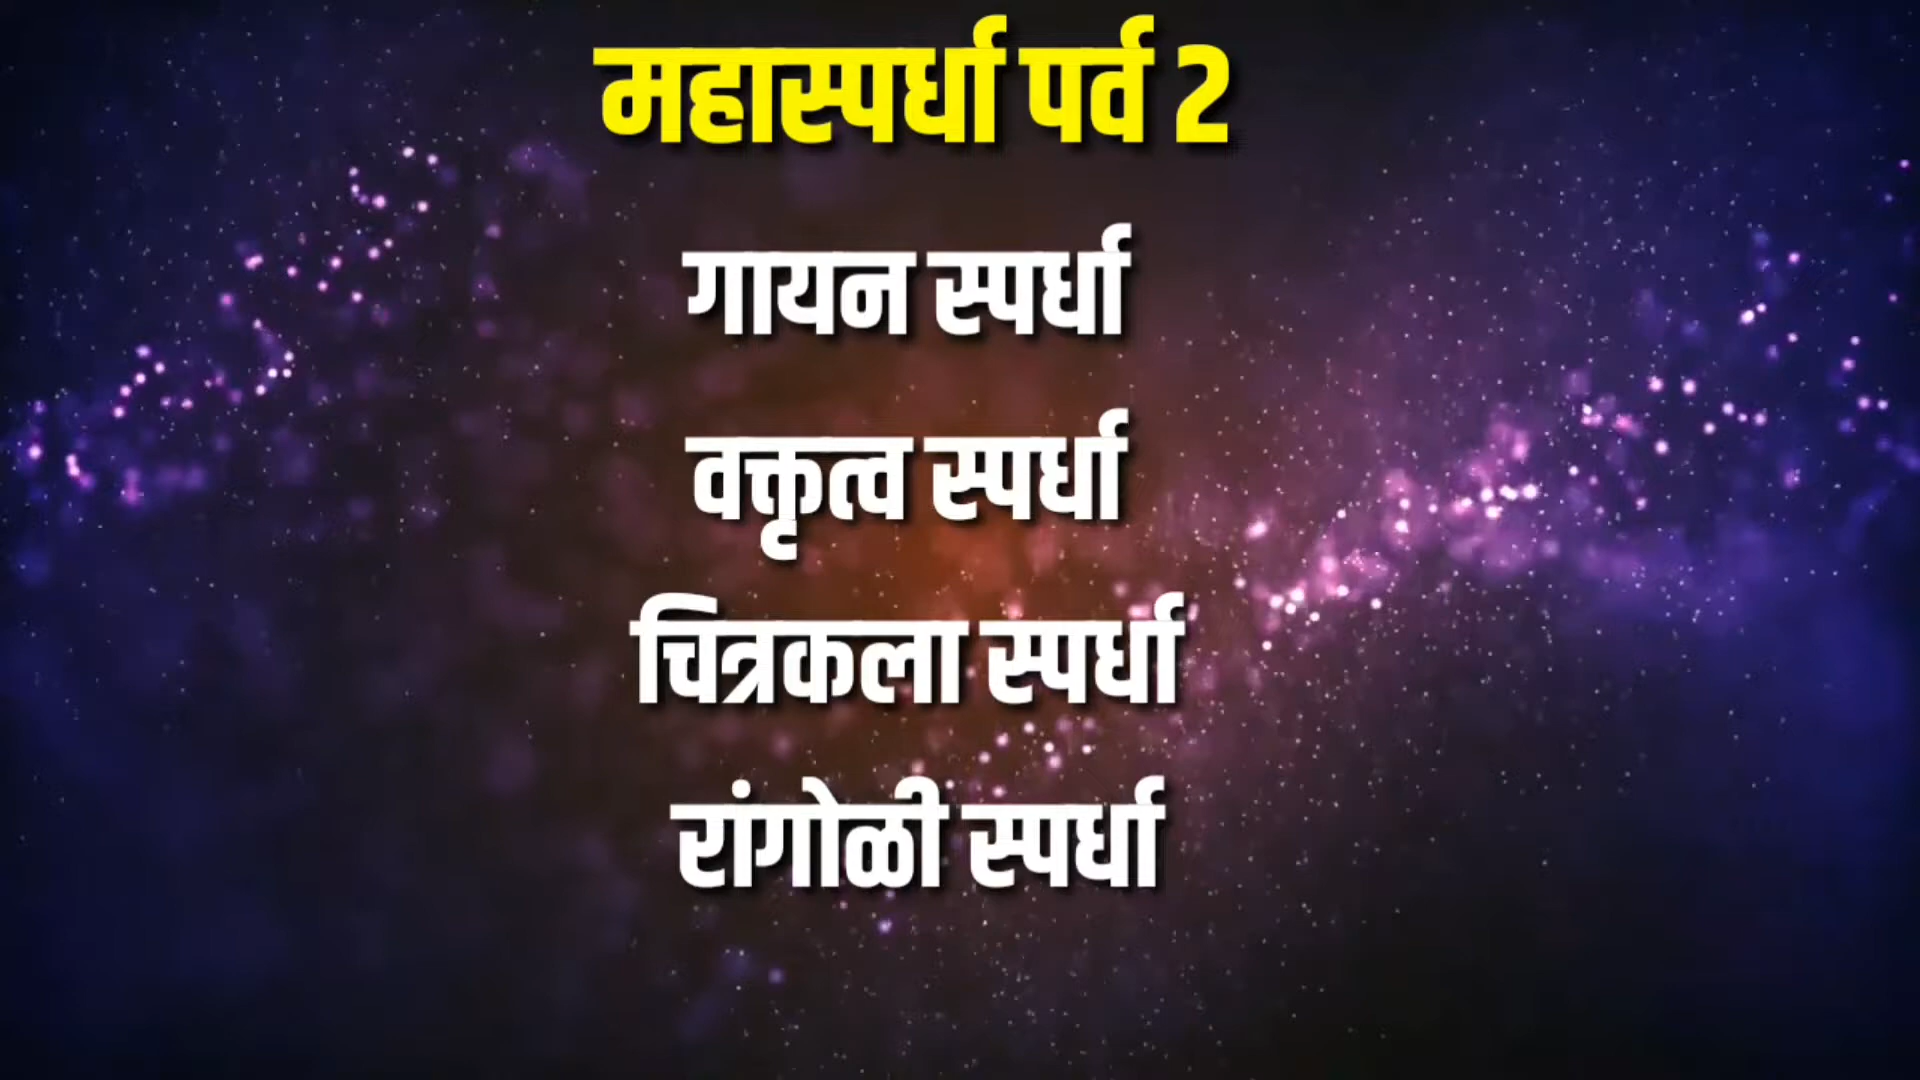 महास्पर्धा पर्व 2
गायन स्पर्धा
वक्तृत्व स्पर्धा
चित्रकला स्पर्धा
रांगोळी स्पर्धा